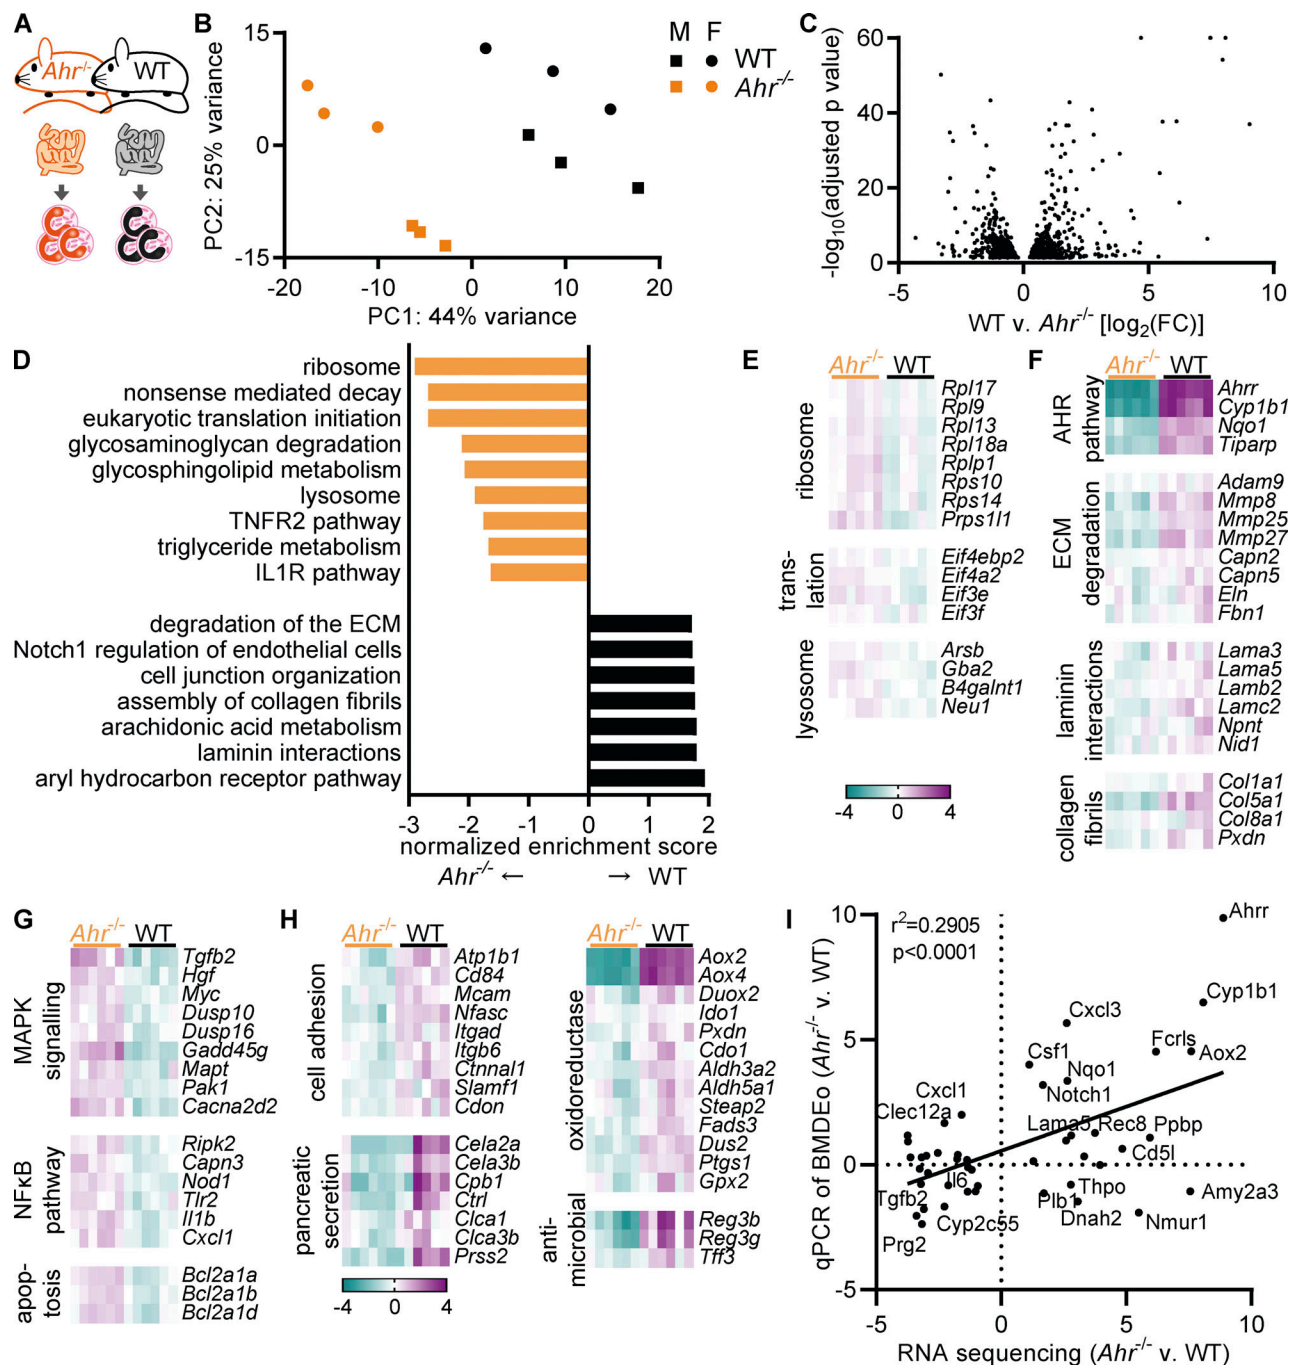 A
Ahr-/-
WT
B
15
0
-15
PC2: 25% variance
-20
-10
0
10
20
PC1: 44% variance
M F
WT
Ahr-/-
C
60
40
20
0
-log10(adjusted p value)
-5
0
5
10
WT v. Ahr-/- [log2(FC)]
D
ribosome
nonsense mediated decay
eukaryotic translation initiation
glycosaminoglycan degradation
glycosphingolipid metabolism
lysosome
TNFR2 pathway
triglyceride metabolism
IL1R pathway
degradation of the ECM
Notch1 regulation of endothelial cells
cell junction organization
assembly of collagen fibrils
arachidonic acid metabolism
laminin interactions
aryl hydrocarbon receptor pathway
-3
-2
-1
0
1
2
normalized enrichment score
Ahr-/- ←
→ WT
E
Ahr-/-
WT
ribosome
Rpl17
Rpl9
Rpl13
Rpl18a
Rplp1
Rps10
Rps14
Prps1l1
trans-
lation
Eif4ebp2
Eif4a2
Eif3e
Eif3f
lysosome
Arsb
Gba2
B4galnt1
Neu1
-4
0
4
F
Ahr-/-
WT
AHR
pathway
Ahrr
Cyp1b1
Nqo1
Tiparp
ECM
degradation
Adam9
Mmp8
Mmp25
Mmp27
Capn2
Capn5
Eln
Fbn1
laminin
interactions
Lama3
Lama5
Lamb2
Lamc2
Npnt
Nid1
collagen
fibrils
Col1a1
Col5a1
Col8a1
Pxdn
G
Ahr-/-
WT
MAPK
signalling
Tgfb2
Hgf
Myc
Dusp10
Dusp16
Gadd45g
Mapt
Pak1
Cacna2d2
NFκB
pathway
Ripk2
Capn3
Nod1
Tlr2
Il1b
Cxcl1
apop-
tosis
Bcl2a1a
Bcl2a1b
Bcl2a1d
H
Ahr-/-
WT
cell adhesion
Atp1b1
Cd84
Mcam
Nfasc
Itgad
Itgb6
Ctnnal1
Slamf1
Cdon
pancreatic
secretion
Cela2a
Cela3b
Cpb1
Ctrl
Clca1
Clca3b
Prss2
-4
0
4
Ahr-/-
WT
oxidoreductase
Aox2
Aox4
Duox2
Ido1
Pxdn
Cdo1
Aldh3a2
Aldh5a1
Steap2
Fads3
Dus2
Ptgs1
Gpx2
anti-
microbial
Reg3b
Reg3g
Tff3
I
10
5
0
-5
qPCR of BMDEo (Ahr-/- v. WT)
r2=0.2905
p<0.0001
Ahrr
Cyp1b1
Cxcl3
Fcrls
Csf1
Aox2
Nqo1
Cxcl1
Notch1
Clec12a
Lama5
Rec8
Ppbp
Cd5l
Il6
Tgfb2
Thpo
Plb1
Amy2a3
Dnah2
Cyp2c55
Nmur1
Prg2
-5
0
5
10
RNA sequencing (Ahr-/- v. WT)